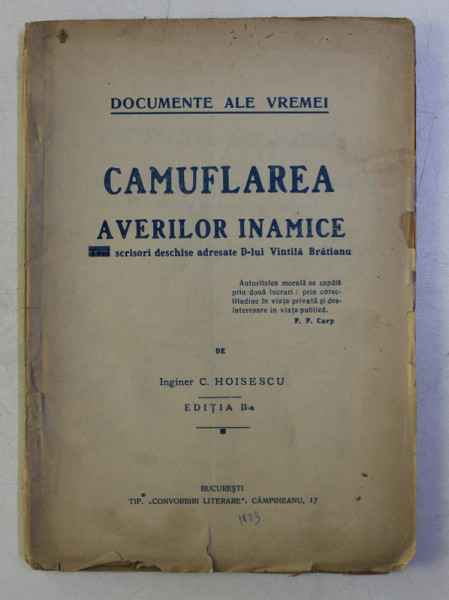 DOCUMENTE ALE VREMEI
CAMUFLAREA
AVERILOR INAMICE
scrisori deschise adresate D-lui Vintilă Brătianu
Autoritatea morală se capătă
prin două lucruri: prin corec-
titudine în viața privată și des-
interesare în viața publică.
P. P. Carp
DE
Inginer C. HOISESCU
EDIȚIA II-a
BUCUREȘTI
TIP. „CONVORBIRI LITERARE", CÂMPINEANU, 17
1923